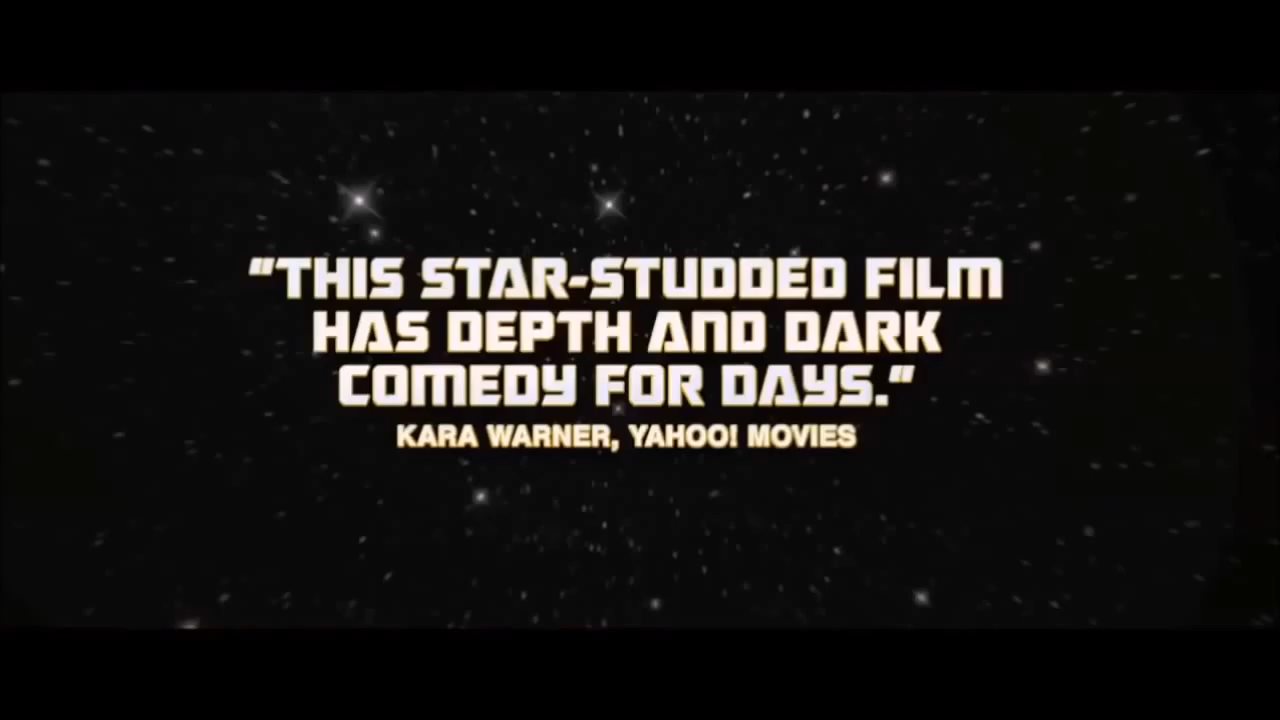 "THIS STAR-STUDDED FILM
HAS DEPTH AND DARK
COMEDY FOR DAYS."
KARA WARNER, YAHOO! MOVIES